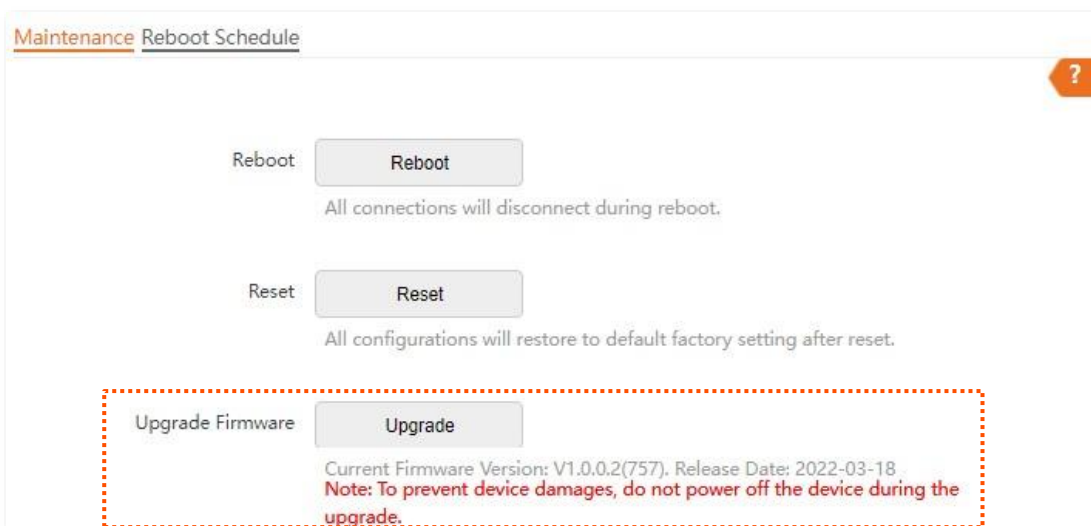 Maintenance Reboot Schedule
?
Reboot Reboot
All connections will disconnect during reboot.
Reset Reset
All configurations will restore to default factory setting after reset.
Upgrade Firmware Upgrade
Current Firmware Version: V1.0.0.2(757). Release Date: 2022-03-18
Note: To prevent device damages, do not power off the device during the
upgrade.